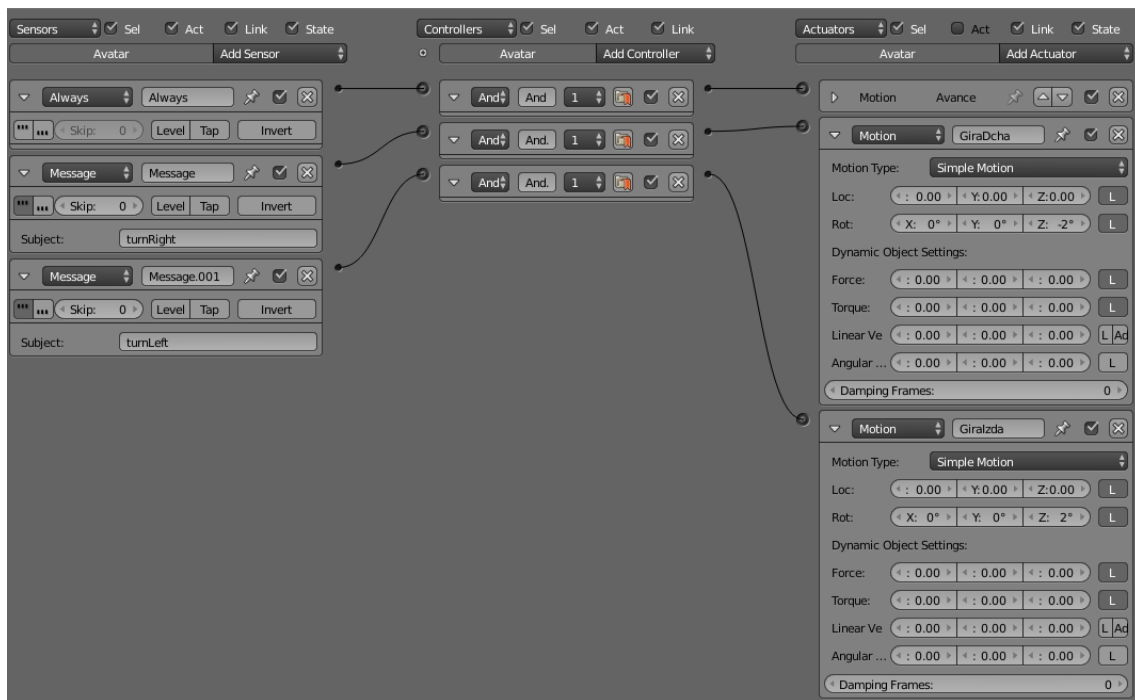 Sensors Sel Act Link State
Avatar Add Sensor
Always Always
Skip: 0 Level Tap Invert
Message Message
Skip: 0 Level Tap Invert
Subject: turnRight
Message Message.001
Skip: 0 Level Tap Invert
Subject: turnLeft
Controllers Sel Act Link
Avatar Add Controller
And And 1
And And. 1
And And. 1
Actuators Sel Act Link State
Avatar Add Actuator
Motion Avance
Motion GiraDcha
Motion Type: Simple Motion
Loc: : 0.00 Y: 0.00 Z:0.00 L
Rot: X: 0° Y: 0° Z: -2° L
Dynamic Object Settings:
Force: : 0.00 : 0.00 : 0.00 L
Torque: : 0.00 : 0.00 : 0.00 L
Linear Ve : 0.00 : 0.00 : 0.00 L Ad
Angular ... : 0.00 : 0.00 : 0.00 L
Damping Frames: 0
Motion GiraIzda
Motion Type: Simple Motion
Loc: : 0.00 Y: 0.00 Z:0.00 L
Rot: X: 0° Y: 0° Z: 2° L
Dynamic Object Settings:
Force: : 0.00 : 0.00 : 0.00 L
Torque: : 0.00 : 0.00 : 0.00 L
Linear Ve : 0.00 : 0.00 : 0.00 L Ad
Angular ... : 0.00 : 0.00 : 0.00 L
Damping Frames: 0